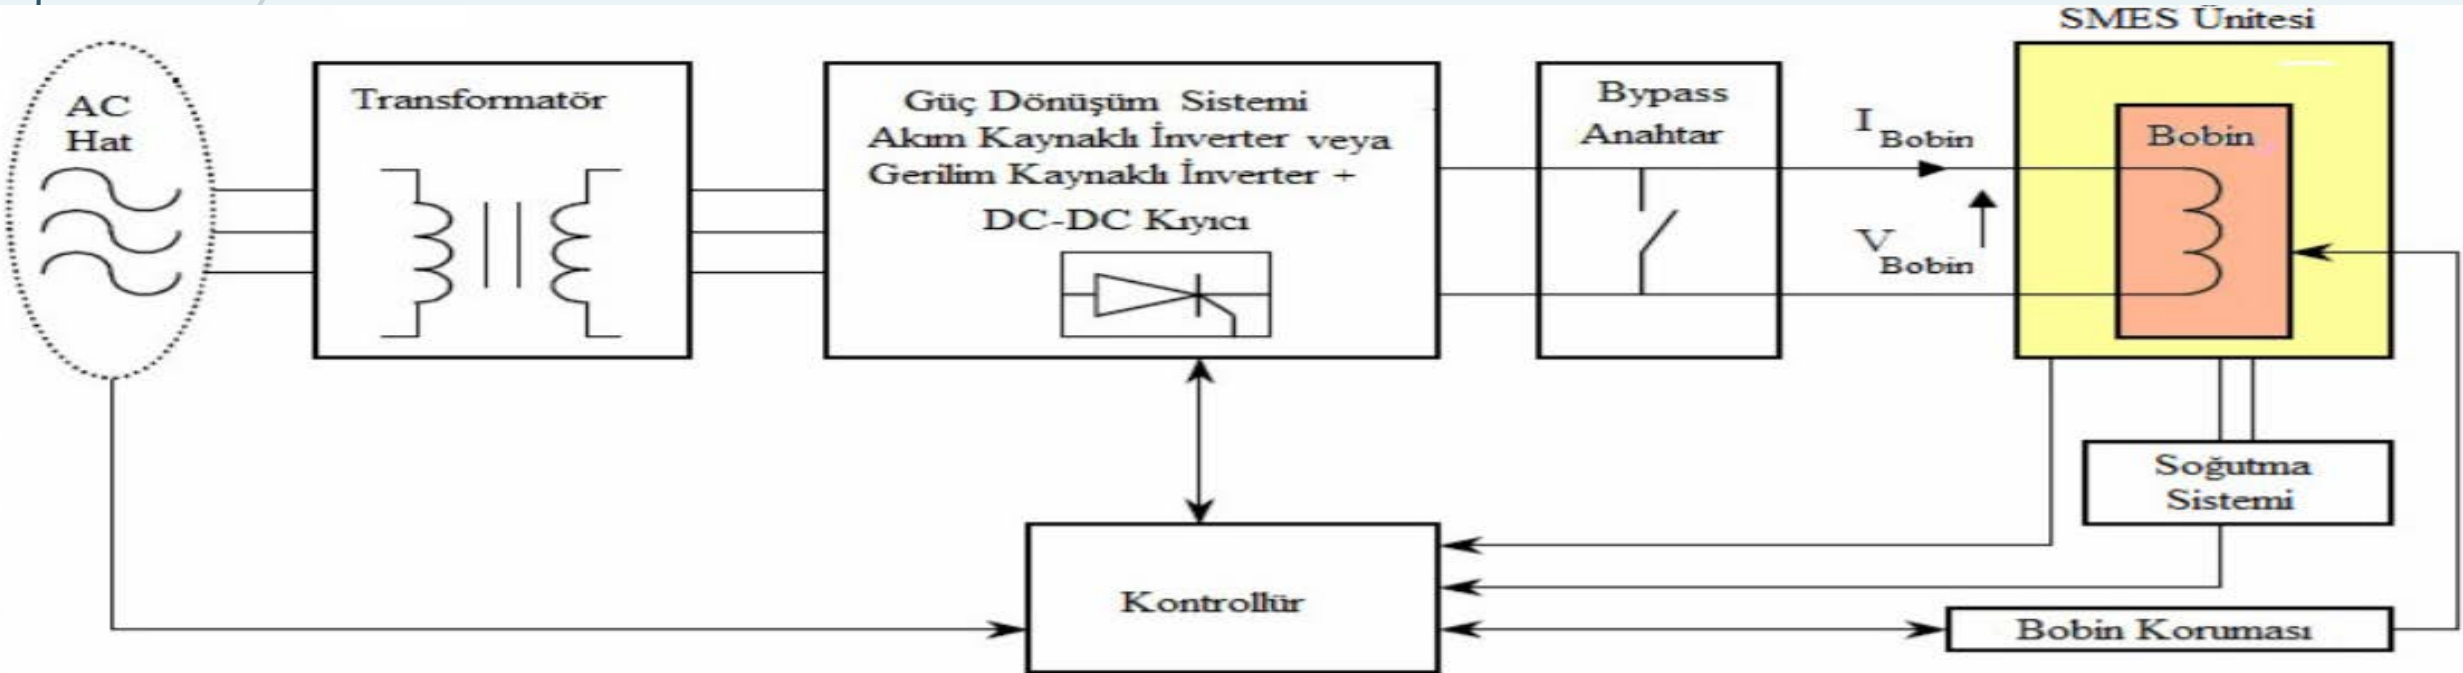 SMES Ünitesi
AC
Hat
Transformatör
Güç Dönüşüm Sistemi
Akım Kaynaklı İnverter veya
Gerilim Kaynaklı İnverter +
DC-DC Kıyıcı
Bypass
Anahtar
I Bobin
V Bobin
Bobin
Soğutma
Sistemi
Kontrollür
Bobin Koruması